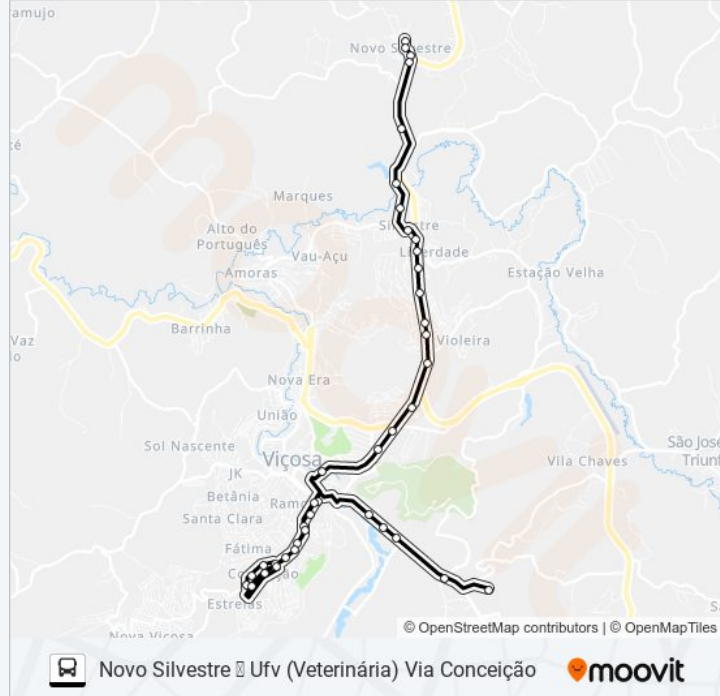 ramujo
Novo Silvestre
Marques
Silvestre
Alto do
Português
Vau-Açu
Liberdade
Amoras
Estação Velha
Vaz
Barrinha
Violeira
Nova Era
União
Sol Nascente
Viçosa
São José
Triunf
Vila Chaves
JK
Betânia
Ramo
Santa Clara
Fátima
Conceição
Estrelas
Nova Viçosa
© OpenStreetMap contributors | © OpenMapTiles
Novo Silvestre  Ufv (Veterinária) Via Conceição
moovit